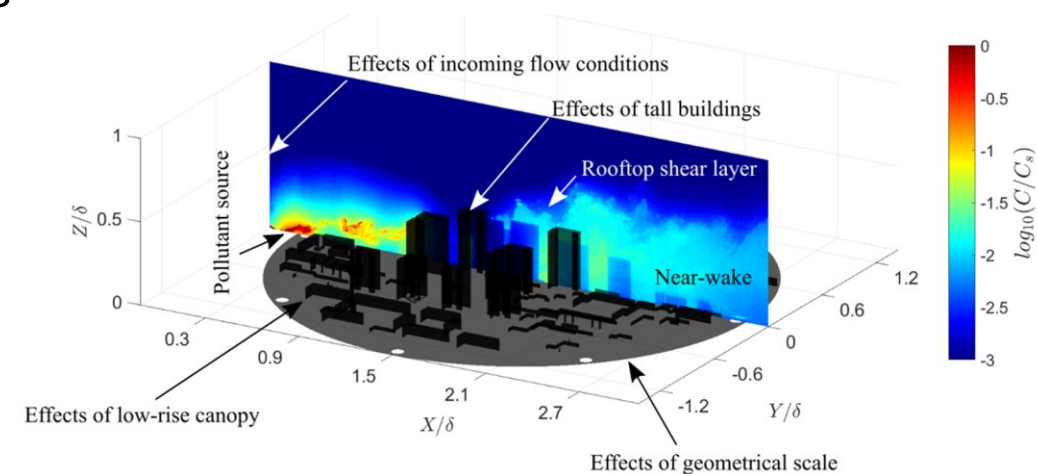 Effects of incoming flow conditions
Effects of tall buildings
Rooftop shear layer
Pollutant source
Near-wake
Effects of low-rise canopy
Effects of geometrical scale
Z/δ
1
0.5
0
0.3
0.9
1.5
2.1
2.7
X/δ
-1.2
-0.6
0
0.6
1.2
Y/δ
0
-0.5
-1
-1.5
-2
-2.5
-3
log₁₀(C/Cₛ)